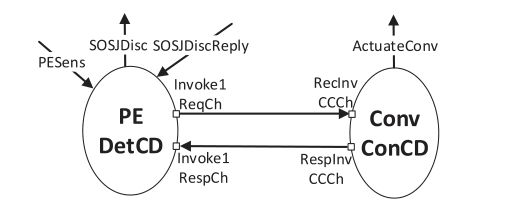 SOSJDisc SOSJDiscReply
ActuateConv
PESens
Invoke1
ReqCh
RecInv
CCCh
PE
DetCD
Conv
ConCD
Invoke1
RespCh
RespInv
CCCh